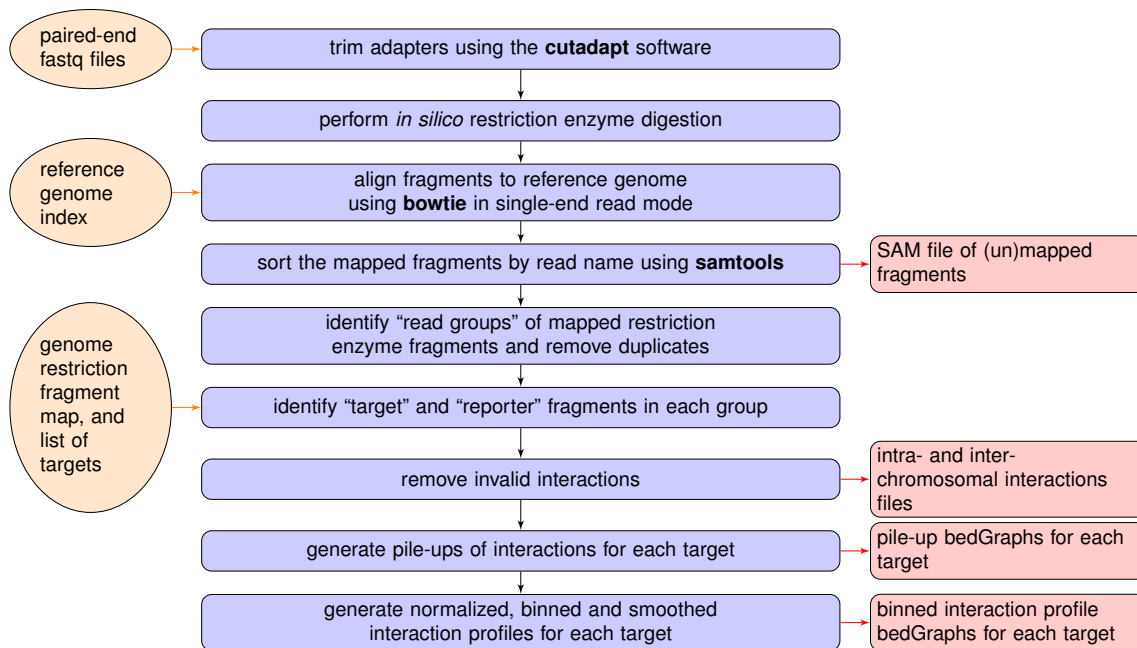 paired-end
fastq files
trim adapters using the cutadapt software
perform in silico restriction enzyme digestion
reference
genome
index
align fragments to reference genome
using bowtie in single-end read mode
sort the mapped fragments by read name using samtools
SAM file of (un)mapped
fragments
identify “read groups” of mapped restriction
enzyme fragments and remove duplicates
genome
restriction
fragment
map, and
list of
targets
identify “target” and “reporter” fragments in each group
remove invalid interactions
intra- and inter-
chromosomal interactions
files
generate pile-ups of interactions for each target
pile-up bedGraphs for each
target
generate normalized, binned and smoothed
interaction profiles for each target
binned interaction profile
bedGraphs for each target